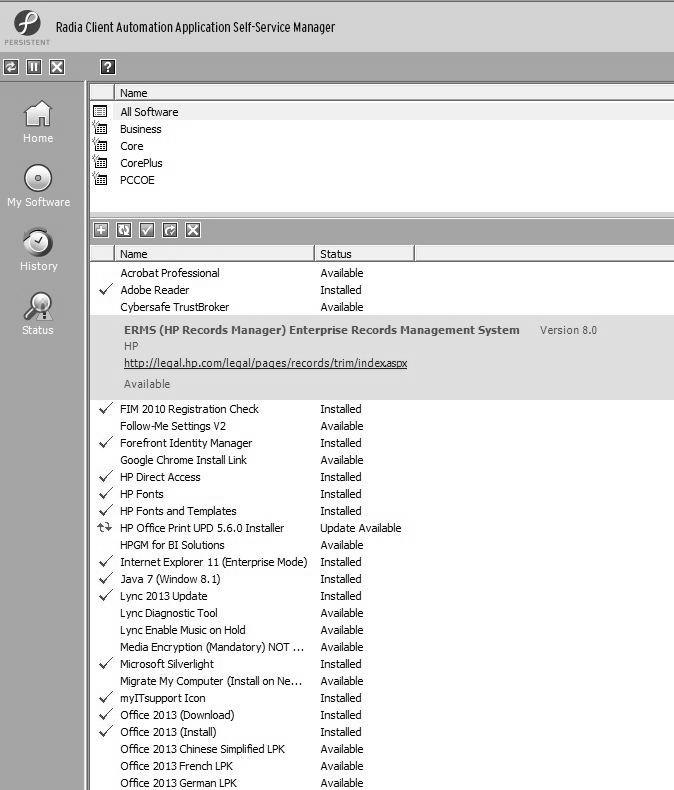 Radia Client Automation Application Self-Service Manager
PERSISTENT
?
Name
Home
All Software
Business
Core
CorePlus
PCCOE
My Software
History
Status
Name Status
Acrobat Professional Available
Adobe Reader Installed
Cybersafe TrustBroker Available
ERMS (HP Records Manager) Enterprise Records Management System Version 8.0
HP
http://legal.hp.com/legal/pages/records/trim/index.aspx
Available
FIM 2010 Registration Check Installed
Follow-Me Settings V2 Available
Forefront Identity Manager Installed
Google Chrome Install Link Available
HP Direct Access Installed
HP Fonts Installed
HP Fonts and Templates Installed
HP Office Print UPD 5.6.0 Installer Update Available
HPGM for BI Solutions Available
Internet Explorer 11 (Enterprise Mode) Installed
Java 7 (Window 8.1) Installed
Lync 2013 Update Installed
Lync Diagnostic Tool Available
Lync Enable Music on Hold Available
Media Encryption (Mandatory) NOT ... Available
Microsoft Silverlight Installed
Migrate My Computer (Install on Ne... Available
myITsupport Icon Installed
Office 2013 (Download) Installed
Office 2013 (Install) Installed
Office 2013 Chinese Simplified LPK Available
Office 2013 French LPK Available
Office 2013 German LPK Available